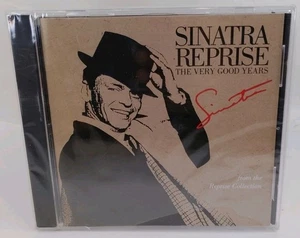 SINATRA
REPRISE
THE VERY GOOD YEARS
Sinatra
from the
Reprise Collection